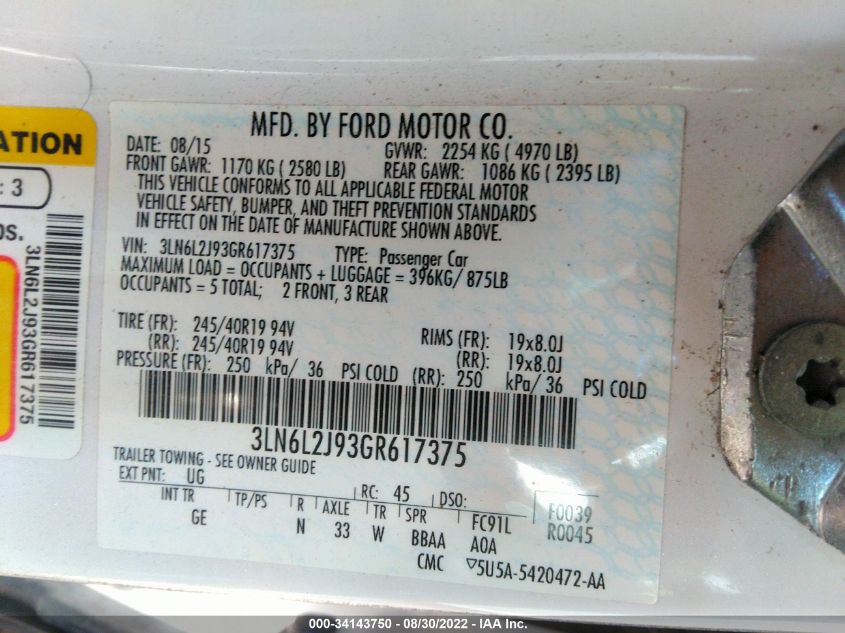 ATION
: 3
DS.
3LN6L2J93GR617375
MFD. BY FORD MOTOR CO.
DATE: 08/15 GVWR: 2254 KG ( 4970 LB)
FRONT GAWR: 1170 KG ( 2580 LB) REAR GAWR: 1086 KG ( 2395 LB)
THIS VEHICLE CONFORMS TO ALL APPLICABLE FEDERAL MOTOR
VEHICLE SAFETY, BUMPER, AND THEFT PREVENTION STANDARDS
IN EFFECT ON THE DATE OF MANUFACTURE SHOWN ABOVE.
VIN: 3LN6L2J93GR617375 TYPE: Passenger Car
MAXIMUM LOAD = OCCUPANTS + LUGGAGE = 396KG/ 875LB
OCCUPANTS = 5 TOTAL; 2 FRONT, 3 REAR
TIRE (FR): 245/40R19 94V RIMS (FR): 19x8.0J
(RR): 245/40R19 94V (RR): 19x8.0J
PRESSURE (FR): 250 kPa/ 36 PSI COLD (RR): 250 kPa/ 36 PSI COLD
3LN6L2J93GR617375
TRAILER TOWING - SEE OWNER GUIDE
EXT PNT: UG RC: 45 DSO: F0039
INT TR TP/PS R AXLE TR SPR FC91L R0045
GE N 33 W BBAA A0A
CMC ▽5U5A-5420472-AA
000-34143750 - 08/30/2022 - IAA Inc.